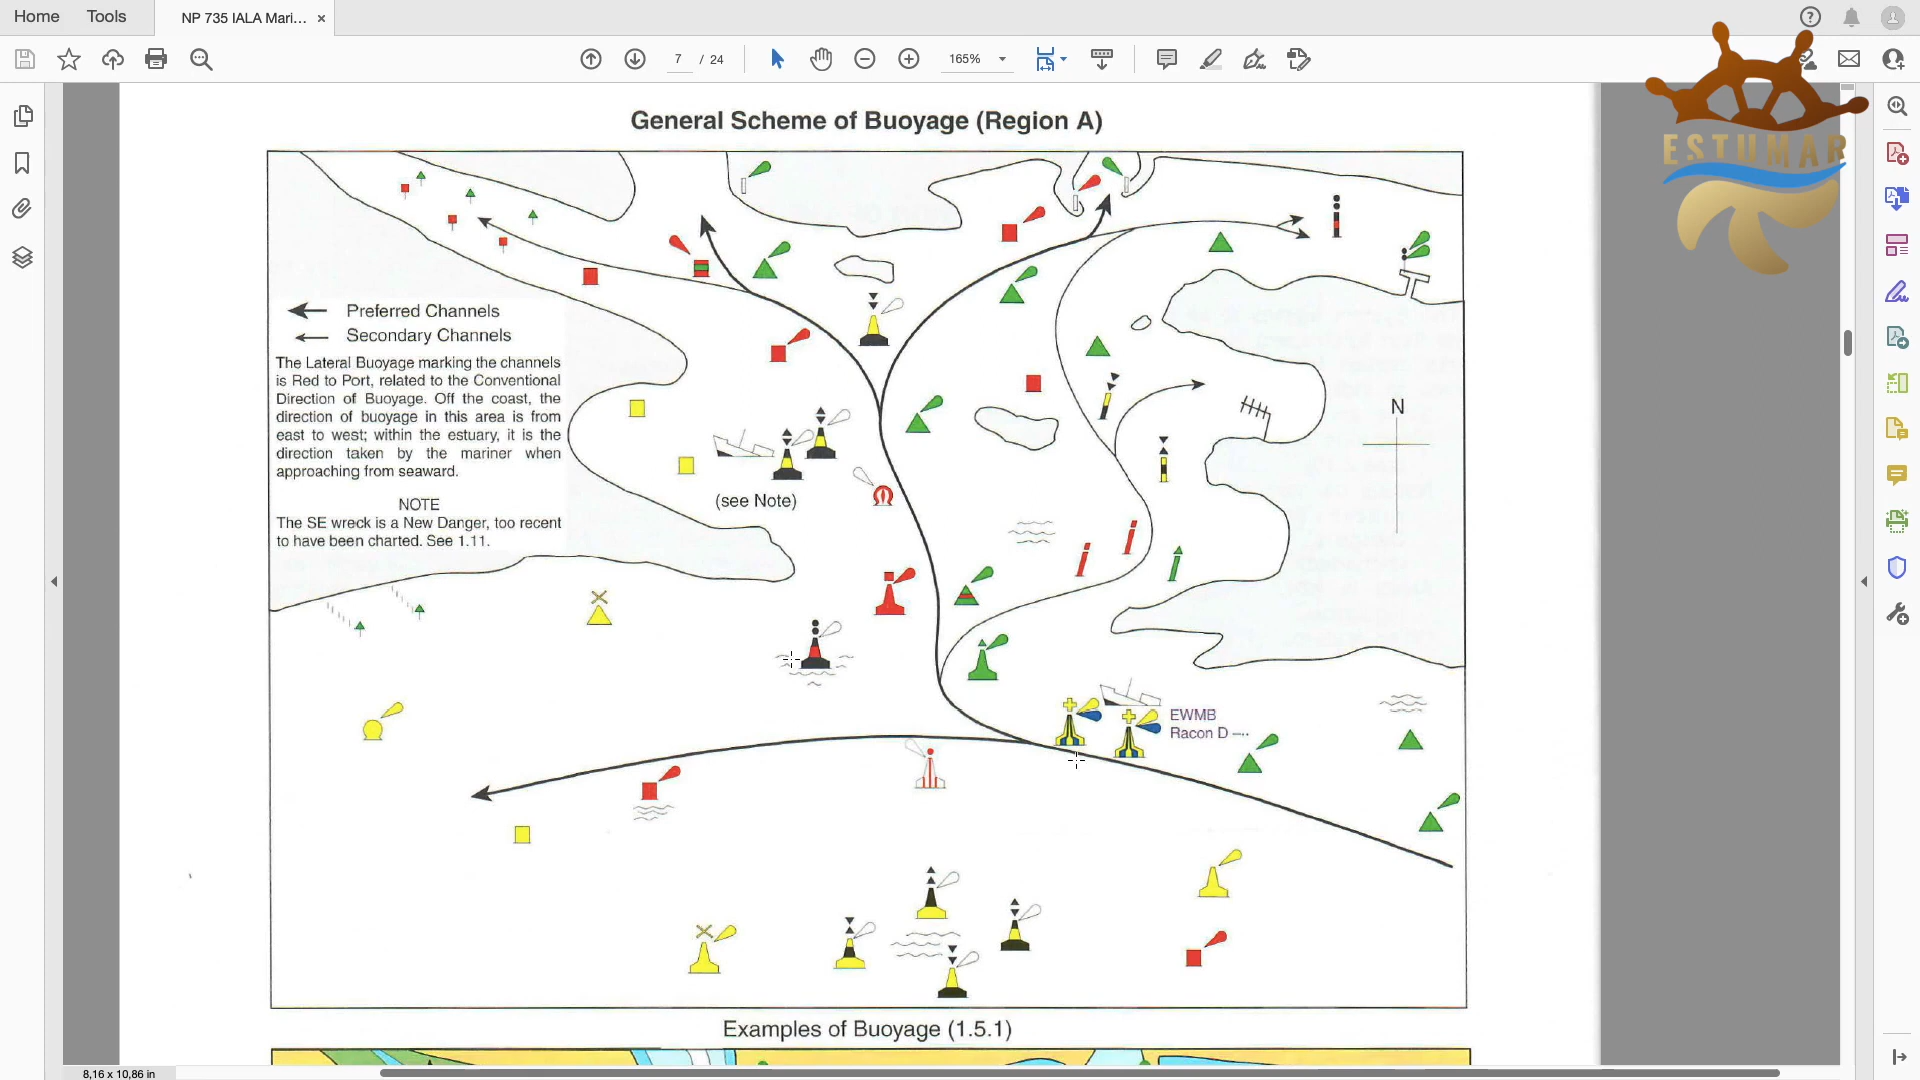 Home
Tools
NP 735 IALA Mari... ×
7 / 24
165%
ESTUMAR
General Scheme of Buoyage (Region A)
Preferred Channels
Secondary Channels
The Lateral Buoyage marking the channels
is Red to Port, related to the Conventional
Direction of Buoyage. Off the coast, the
direction of buoyage in this area is from
east to west; within the estuary, it is the
direction taken by the mariner when
approaching from seaward.
NOTE
The SE wreck is a New Danger, too recent
to have been charted. See 1.11.
(see Note)
N
EWMB
Racon D
Examples of Buoyage (1.5.1)
8,16 x 10,86 in